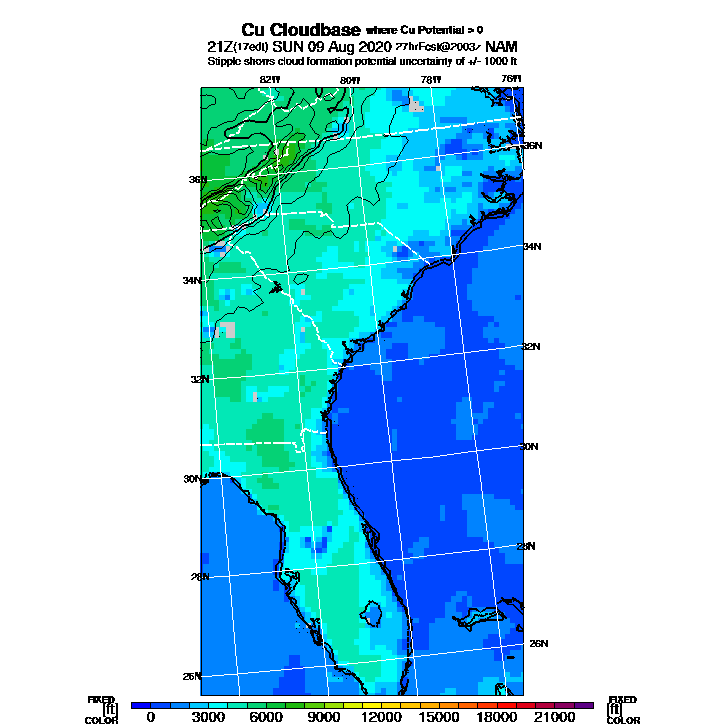 Cu Cloudbase where Cu Potential > 0
21Z(17edt) SUN 09 Aug 2020 27hrFcst@2003z NAM
Stipple shows cloud formation potential uncertainty of +/- 1000 ft
82W 80W 78W 76W
36N
36N
34N
34N
32N
32N
30N
30N
28N
28N
26N
26N
FIXED FIXED
[ft] [ft]
COLOR COLOR
0 3000 6000 9000 12000 15000 18000 21000